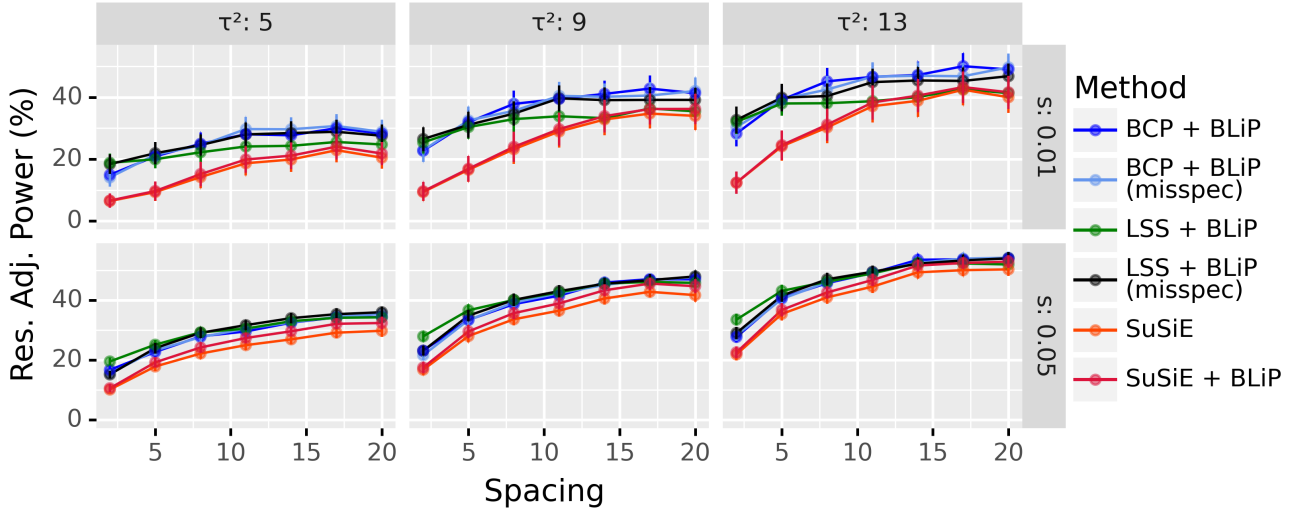 τ²: 5
τ²: 9
τ²: 13
Res. Adj. Power (%)
40
20
0
s: 0.01
40
20
0
s: 0.05
5
10
15
20
5
10
15
20
5
10
15
20
Spacing
Method
BCP + BLiP
BCP + BLiP
(misspec)
LSS + BLiP
LSS + BLiP
(misspec)
SuSiE
SuSiE + BLiP